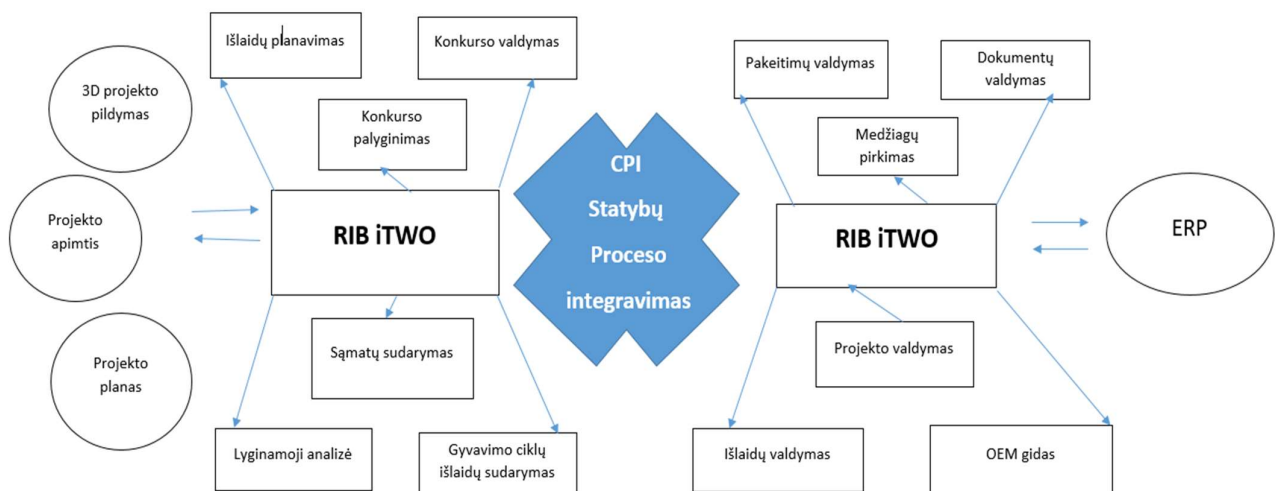 Išlaidų planavimas
Konkurso valdymas
3D projekto
pildymas
Konkurso
palyginimas
Projekto
apimtis
RIB iTWO
Sąmatų sudarymas
Projekto
planas
Lyginamoji analizė
Gyvavimo ciklų
išlaidų sudarymas
CPI
Statybų
Proceso
integravimas
Pakeitimų valdymas
Dokumentų
valdymas
Medžiagų
pirkimas
RIB iTWO
ERP
Projekto valdymas
Išlaidų valdymas
OEM gidas